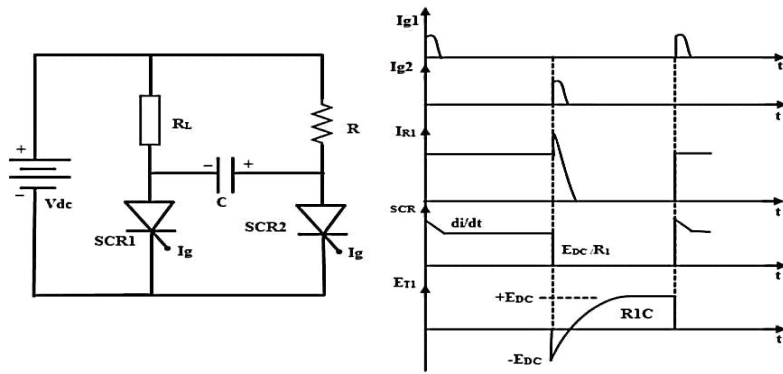 RL
R
+
−
Vdc
− +
C
SCR1
Ig
SCR2
Ig
Ig1
t
Ig2
t
IR1
t
SCR
di/dt
EDC/R1
t
ET1
+EDC
R1C
t
-EDC